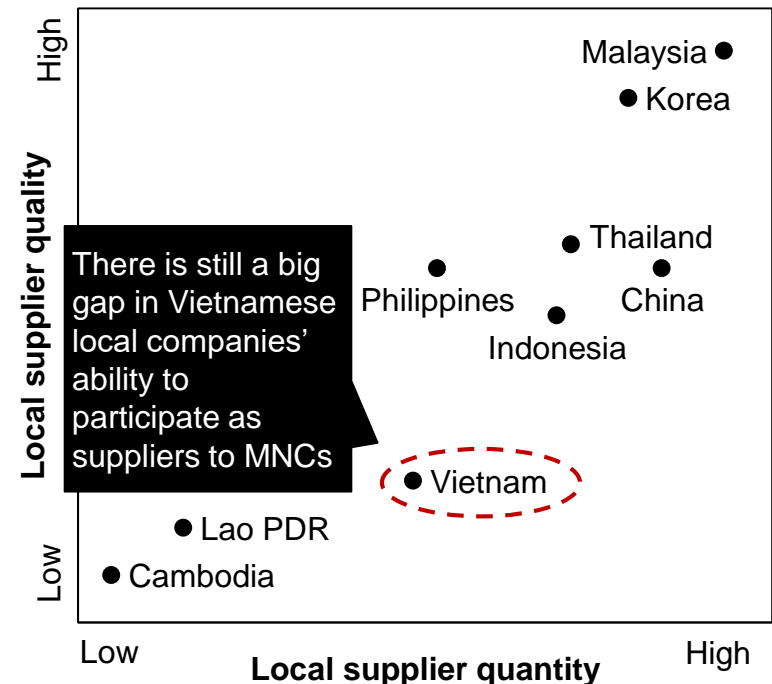 High
Local supplier quality
Low
Malaysia
Korea
Thailand
Philippines
China
Indonesia
There is still a big
gap in Vietnamese
local companies’
ability to
participate as
suppliers to MNCs
Vietnam
Lao PDR
Cambodia
Low
Local supplier quantity
High